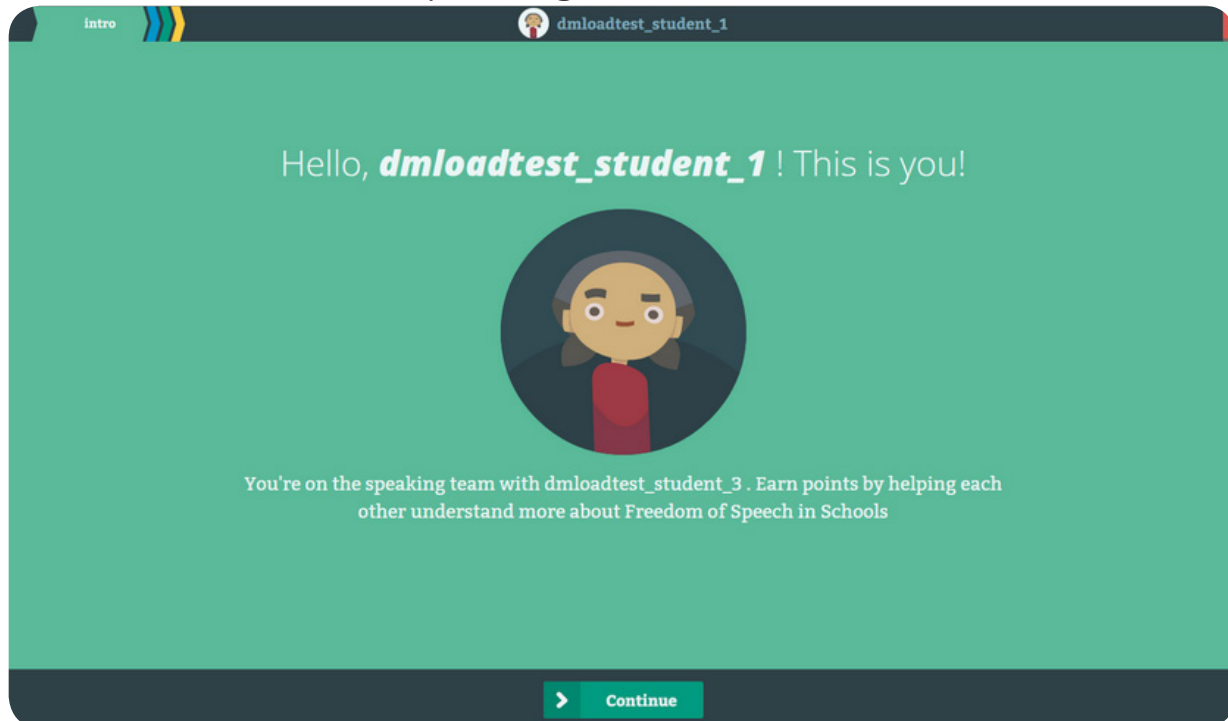 intro
dmloadtest_student_1
Hello, dmloadtest_student_1 ! This is you!
You're on the speaking team with dmloadtest_student_3 . Earn points by helping each
other understand more about Freedom of Speech in Schools
Continue